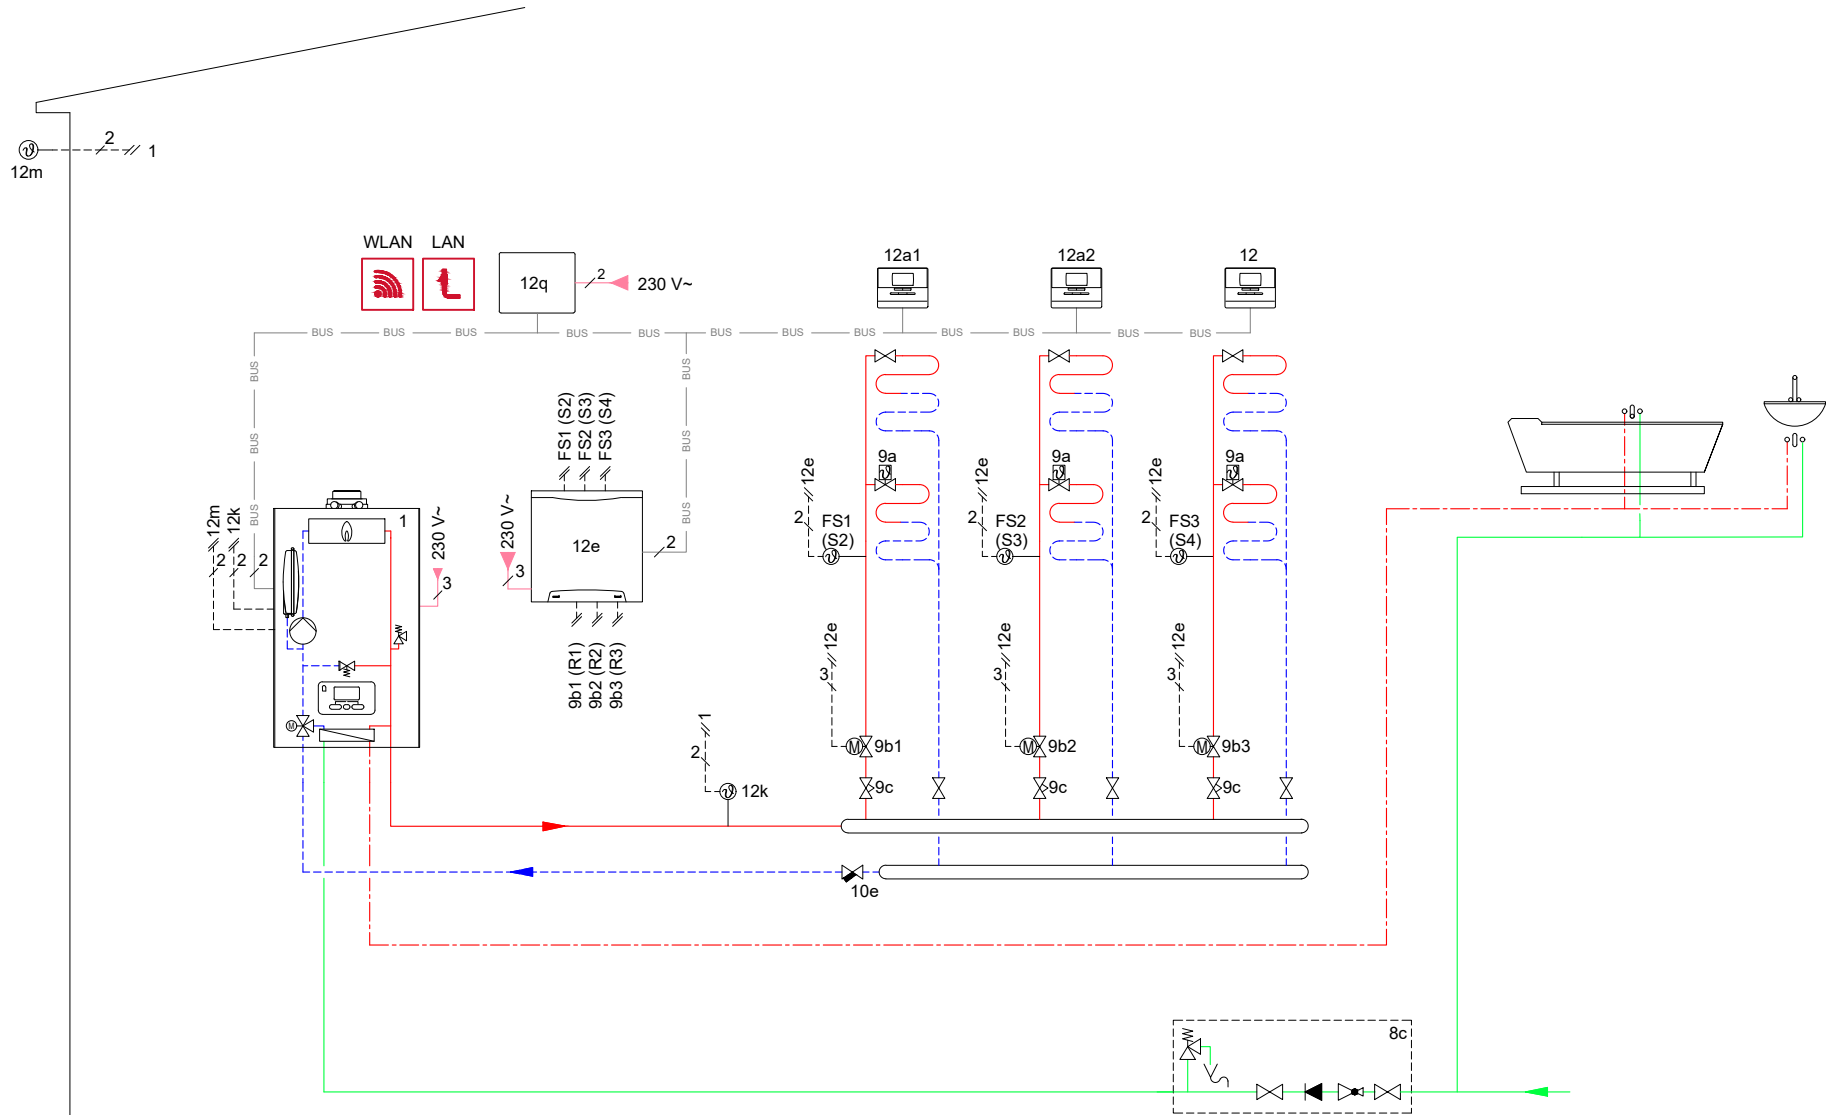 2
1
12m
WLAN LAN
12q
2
230 V~
12a1
12a2
12
BUS BUS BUS BUS BUS BUS BUS BUS BUS BUS BUS BUS
BUS
BUS
BUS
BUS
BUS
BUS
FS1 (S2)
FS2 (S3)
FS3 (S4)
12m
12k
2
2
2
1
230 V~
3
230 V~
3
12e
2
9b1 (R1)
9b2 (R2)
9b3 (R3)
12e
2
FS1
(S2)
9a
12e
2
FS2
(S3)
9a
12e
2
FS3
(S4)
9a
12e
3
12e
3
12e
3
M
M 9b1
M 9b2
M 9b3
1
2
12k
9c
9c
9c
10e
8c